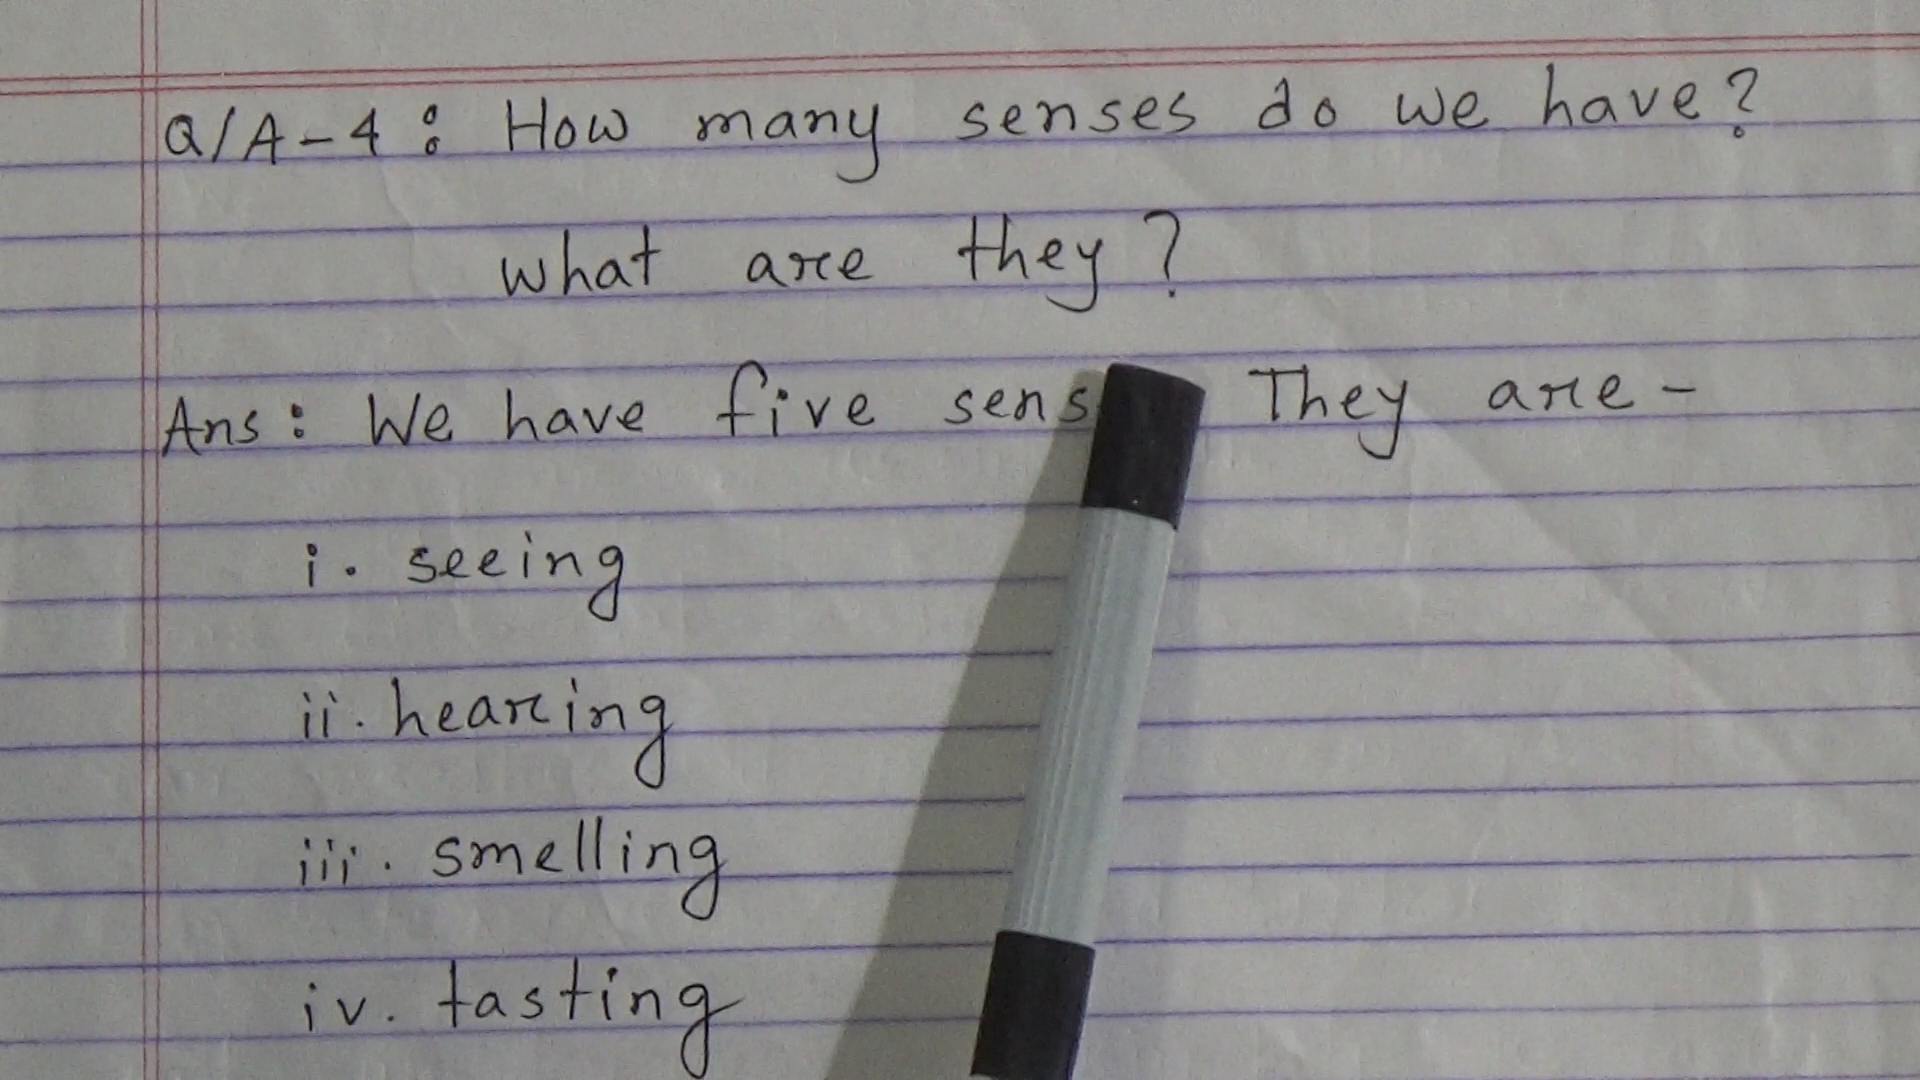 Q/A-4: How many senses do we have?
What are they?
Ans: We have five sens They are-
i. seeing
ii. hearing
iii. smelling
iv. tasting